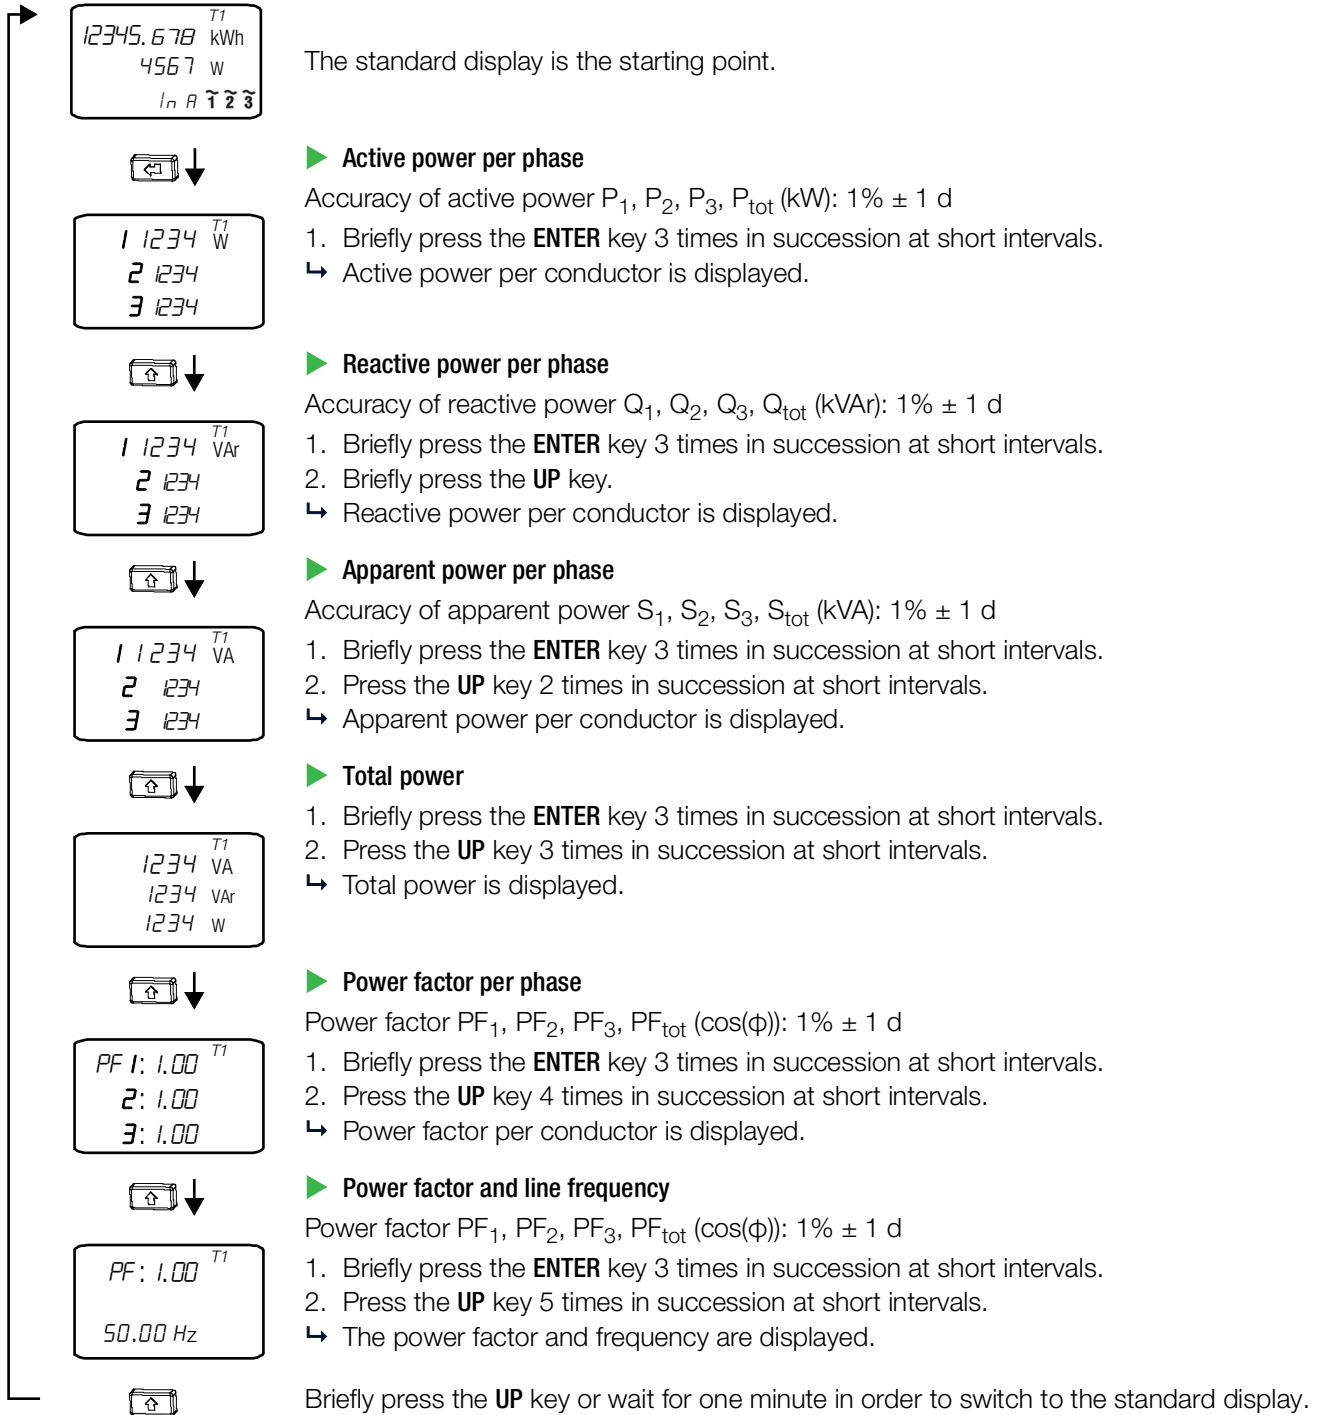 T1
12345.678 kWh
4567 W
In A 1 2 3
The standard display is the starting point.
Active power per phase
Accuracy of active power P1, P2, P3, Ptot (kW): 1% ± 1 d
1. Briefly press the ENTER key 3 times in succession at short intervals.
↳ Active power per conductor is displayed.
T1
1 1234 W
2 1234
3 1234
Reactive power per phase
Accuracy of reactive power Q1, Q2, Q3, Qtot (kVAr): 1% ± 1 d
1. Briefly press the ENTER key 3 times in succession at short intervals.
2. Briefly press the UP key.
↳ Reactive power per conductor is displayed.
T1
1 1234 VAr
2 1234
3 1234
Apparent power per phase
Accuracy of apparent power S1, S2, S3, Stot (kVA): 1% ± 1 d
1. Briefly press the ENTER key 3 times in succession at short intervals.
2. Press the UP key 2 times in succession at short intervals.
↳ Apparent power per conductor is displayed.
T1
1 1234 VA
2 1234
3 1234
Total power
1. Briefly press the ENTER key 3 times in succession at short intervals.
2. Press the UP key 3 times in succession at short intervals.
↳ Total power is displayed.
T1
1234 VA
1234 VAr
1234 W
Power factor per phase
Power factor PF1, PF2, PF3, PFtot (cos(φ)): 1% ± 1 d
1. Briefly press the ENTER key 3 times in succession at short intervals.
2. Press the UP key 4 times in succession at short intervals.
↳ Power factor per conductor is displayed.
T1
PF 1: 1.00
2: 1.00
3: 1.00
Power factor and line frequency
Power factor PF1, PF2, PF3, PFtot (cos(φ)): 1% ± 1 d
1. Briefly press the ENTER key 3 times in succession at short intervals.
2. Press the UP key 5 times in succession at short intervals.
↳ The power factor and frequency are displayed.
T1
PF: 1.00
50.00 Hz
Briefly press the UP key or wait for one minute in order to switch to the standard display.